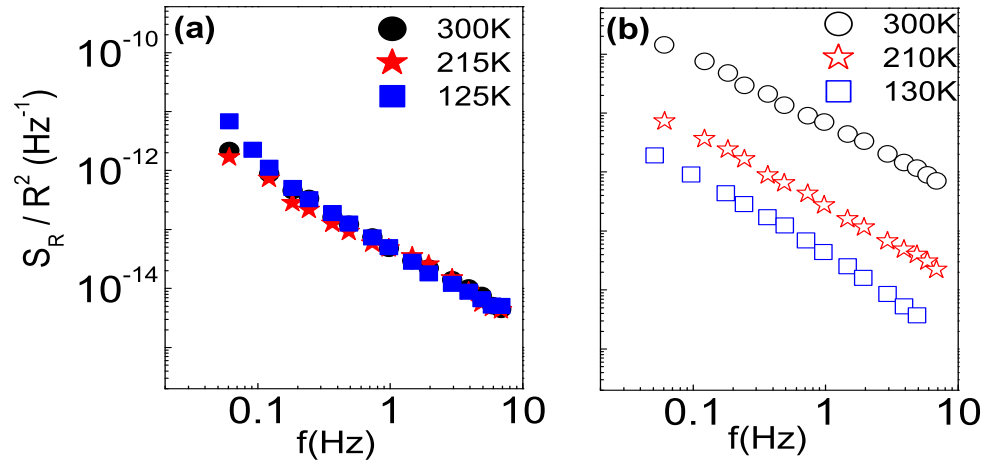 (a)
300K
215K
125K
10⁻¹⁰
10⁻¹²
10⁻¹⁴
S_R / R² (Hz⁻¹)
0.1 1 10
f(Hz)
(b)
300K
210K
130K
0.1 1 10
f(Hz)